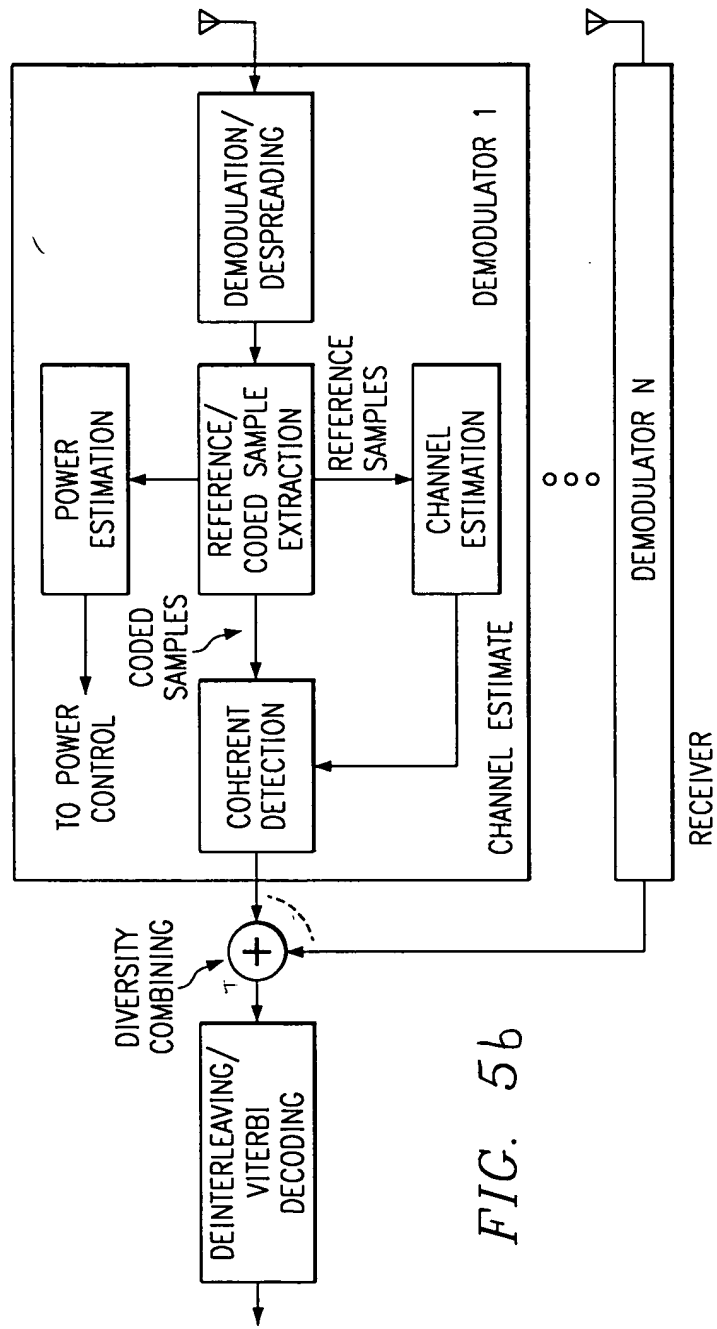 DEMODULATION/
DESPREADING
DEMODULATOR 1
POWER
ESTIMATION
REFERENCE/
CODED SAMPLE
EXTRACTION
REFERENCE
SAMPLES
CHANNEL
ESTIMATION
TO POWER
CONTROL
CODED
SAMPLES
COHERENT
DETECTION
CHANNEL ESTIMATE
DEMODULATOR N
RECEIVER
DIVERSITY
COMBINING
+
DEINTERLEAVING/
VITERBI
DECODING
FIG. 5b